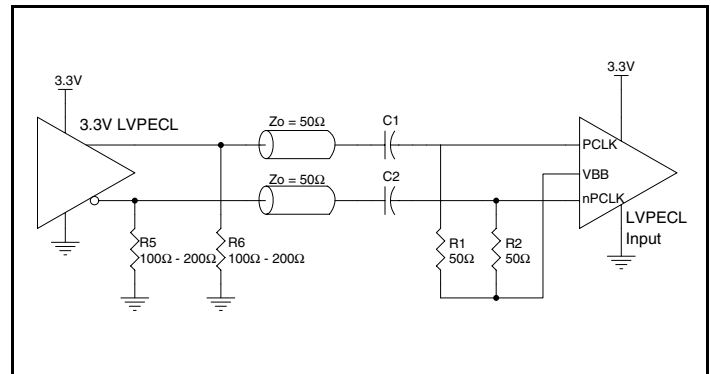 3.3V
3.3V
3.3V LVPECL
Zo = 50Ω
C1
PCLK
Zo = 50Ω
C2
VBB
nPCLK
LVPECL
Input
R5
100Ω - 200Ω
R6
100Ω - 200Ω
R1
50Ω
R2
50Ω